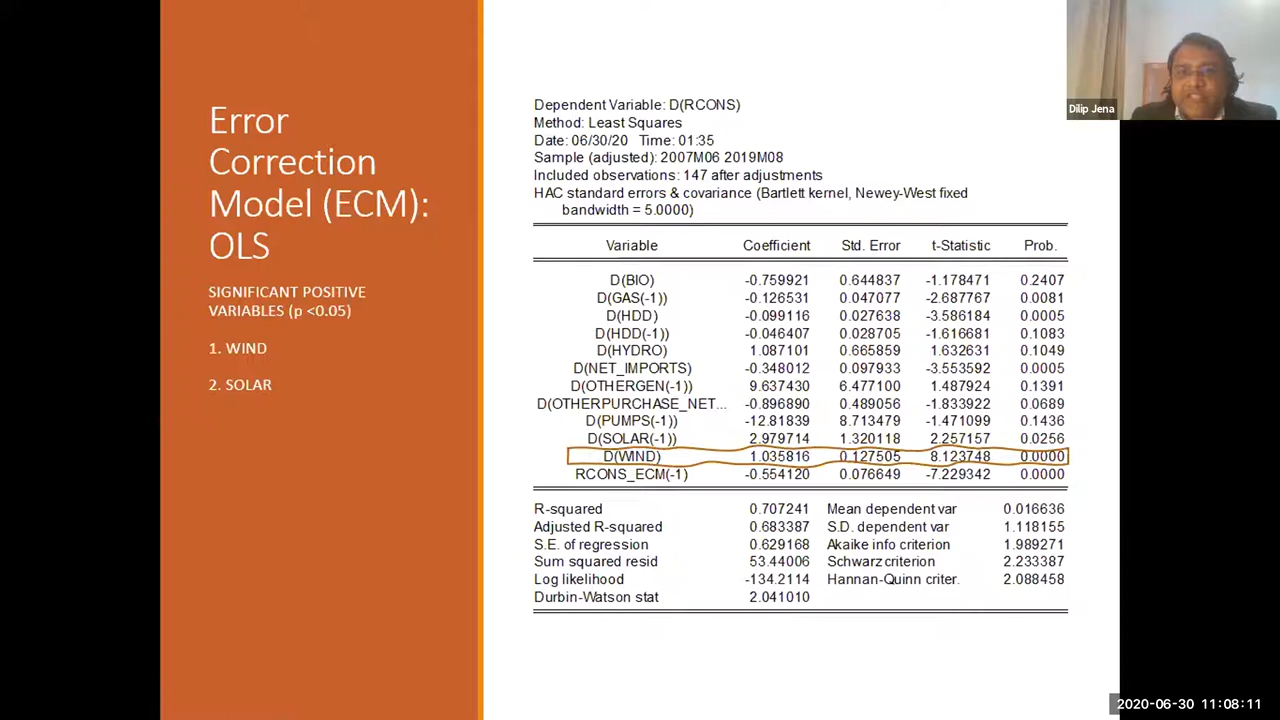 Error
Correction
Model (ECM):
OLS
SIGNIFICANT POSITIVE
VARIABLES (p <0.05)
1. WIND
2. SOLAR
Dependent Variable: D(RCONS)
Method: Least Squares
Date: 06/30/20 Time: 01:35
Sample (adjusted): 2007M06 2019M08
Included observations: 147 after adjustments
HAC standard errors & covariance (Bartlett kernel, Newey-West fixed
bandwidth = 5.0000)
Variable Coefficient Std. Error t-Statistic Prob.
D(BIO) -0.759921 0.644837 -1.178471 0.2407
D(GAS(-1)) -0.126531 0.047077 -2.687767 0.0081
D(HDD) -0.099116 0.027638 -3.586184 0.0005
D(HDD(-1)) -0.046407 0.028705 -1.616681 0.1083
D(HYDRO) 1.087101 0.665859 1.632631 0.1049
D(NET_IMPORTS) -0.348012 0.097933 -3.553592 0.0005
D(OTHERGEN(-1)) 9.637430 6.477100 1.487924 0.1391
D(OTHERPURCHASE_NET... -0.896890 0.489056 -1.833922 0.0689
D(PUMPS(-1)) -12.81839 8.713479 -1.471099 0.1436
D(SOLAR(-1)) 2.979714 1.320118 2.257157 0.0256
D(WIND) 1.035816 0.127505 8.123748 0.0000
RCONS_ECM(-1) -0.554120 0.076649 -7.229342 0.0000
R-squared 0.707241 Mean dependent var 0.016636
Adjusted R-squared 0.683387 S.D. dependent var 1.118155
S.E. of regression 0.629168 Akaike info criterion 1.989271
Sum squared resid 53.44006 Schwarz criterion 2.233387
Log likelihood -134.2114 Hannan-Quinn criter. 2.088458
Durbin-Watson stat 2.041010
Dilip Jena
2020-06-30 11:08:11